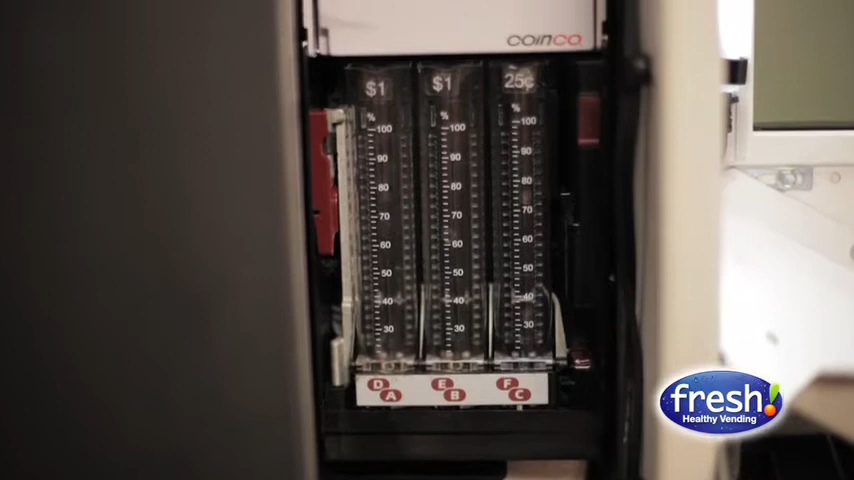 coinco
$1 $1 25¢
% % %
100 100 100
90 90 90
80 80 80
70 70 70
60 60 60
50 50 50
40 40 40
30 30 30
D E F
A B C
fresh!
Healthy Vending